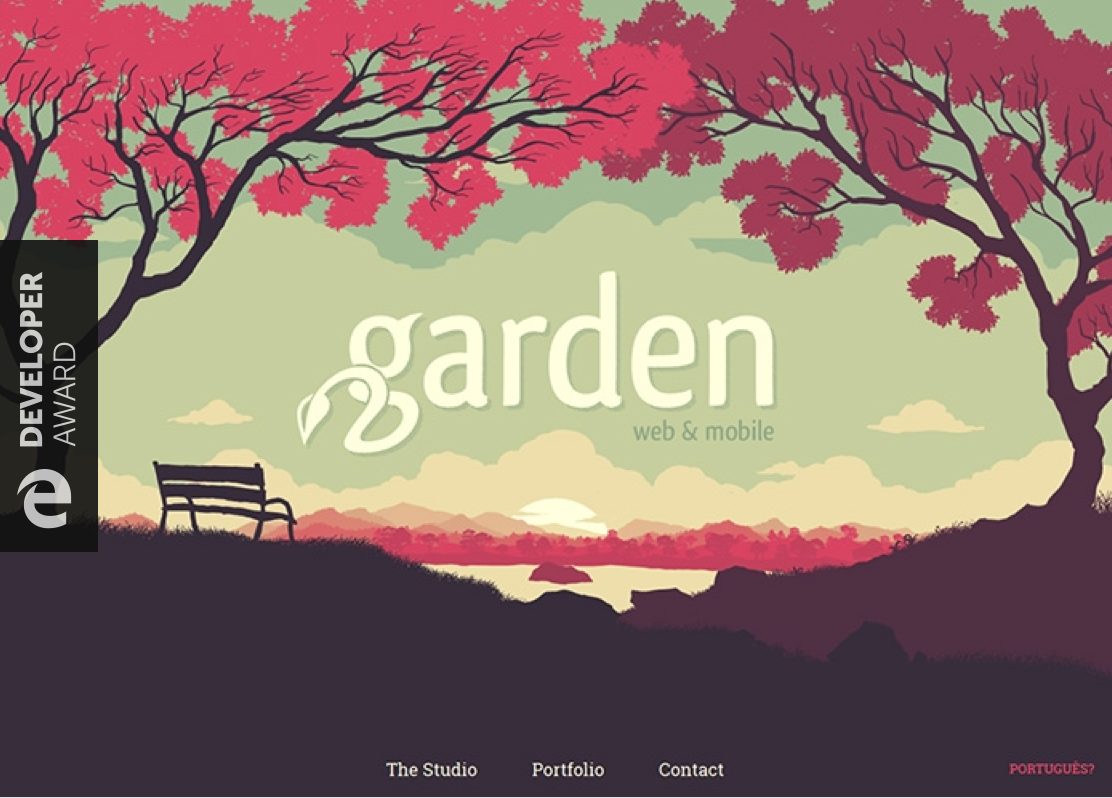 DEVELOPER
AWARD
garden
web & mobile
The Studio
Portfolio
Contact
PORTUGUÊS?